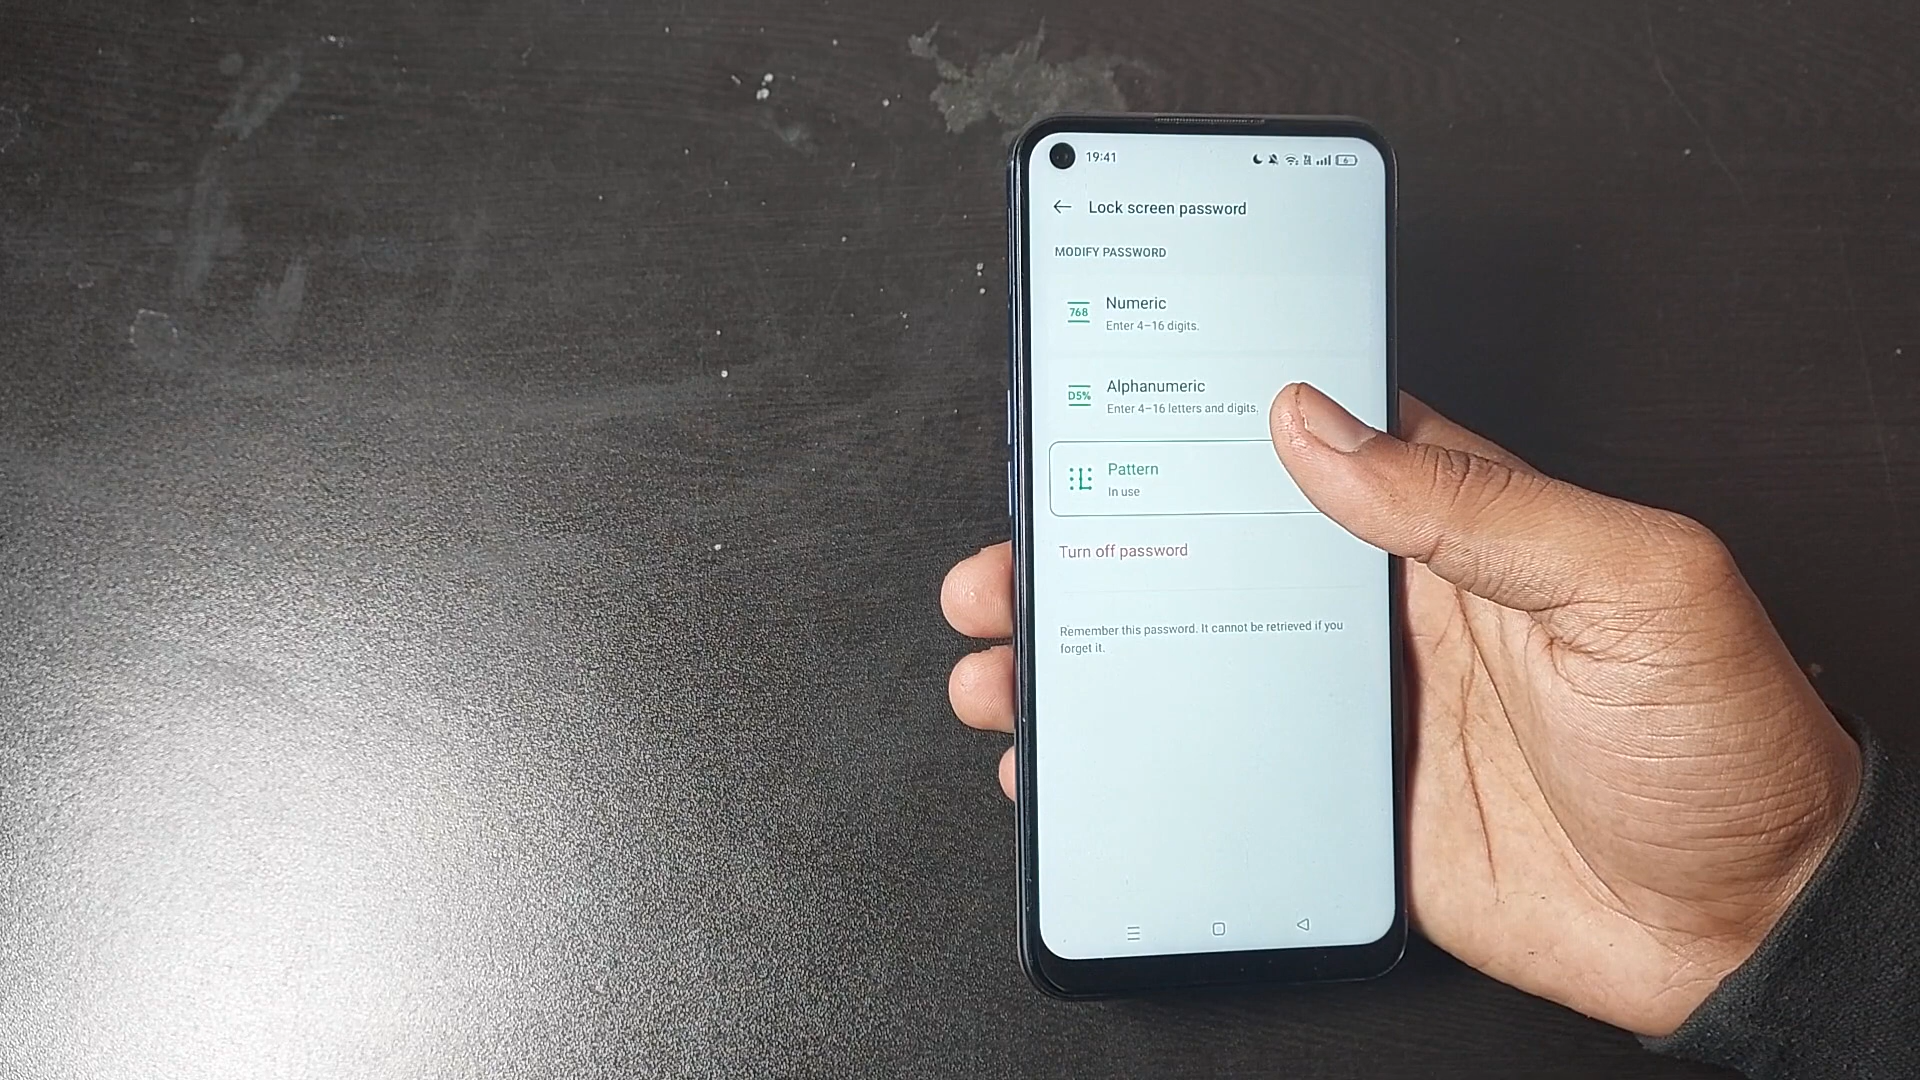 19:41
Lock screen password
MODIFY PASSWORD
768
Numeric
Enter 4–16 digits.
D5%
Alphanumeric
Enter 4–16 letters and digits.
Pattern
In use
Turn off password
Remember this password. It cannot be retrieved if you
forget it.